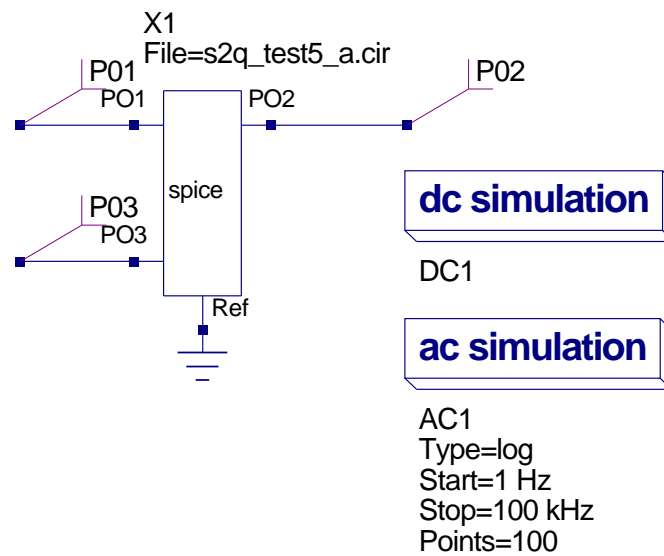 X1
File=s2q_test5_a.cir
P01
PO1
PO2
P02
spice
P03
PO3
Ref
dc simulation
DC1
ac simulation
AC1
Type=log
Start=1 Hz
Stop=100 kHz
Points=100